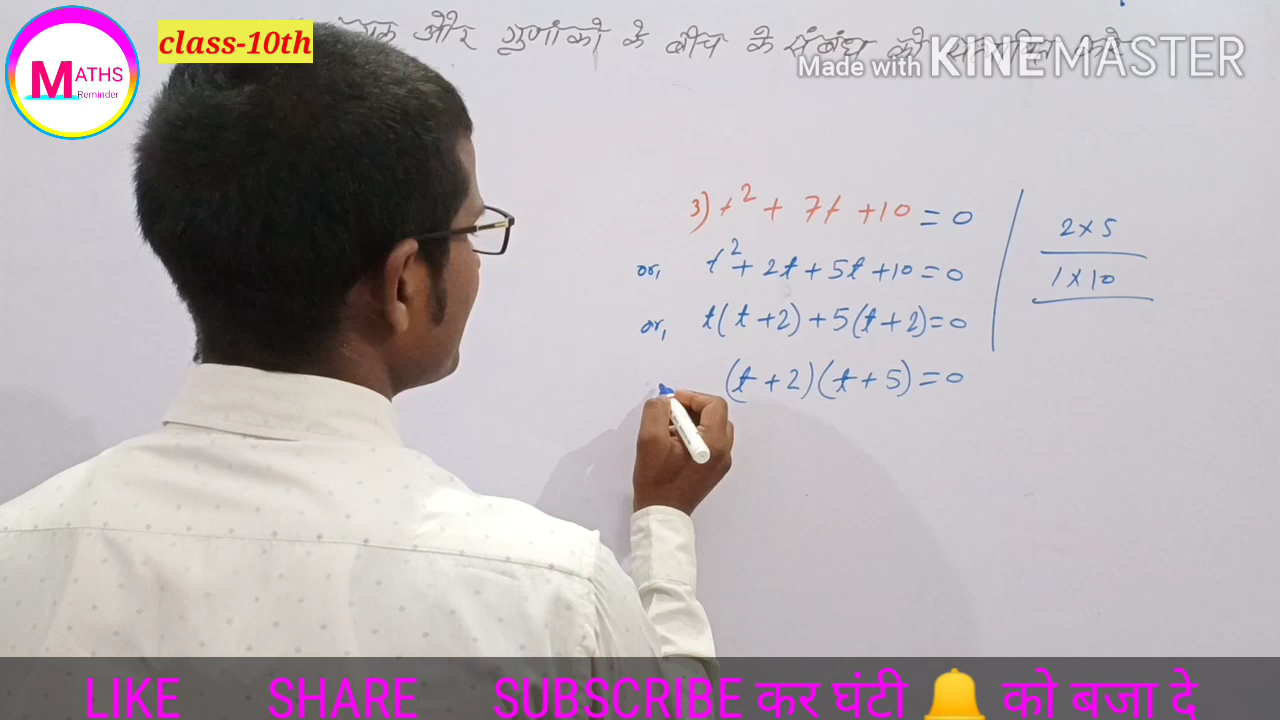 MATHS
Reminder
class-10th
और गुणांको के बीच के संबंध
Made with KINEMASTER
3) t² + 7t + 10 = 0
or, t² + 2t + 5t + 10 = 0
or, t(t+2) + 5(t+2) = 0
(t+2)(t+5) = 0
2 × 5
1 × 10
LIKE SHARE SUBSCRIBE कर घंटी 🔔 को बजा दे